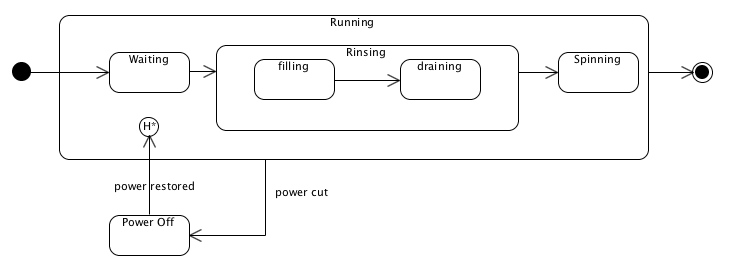 Running
Waiting
Rinsing
filling
draining
Spinning
H*
power restored
power cut
Power Off